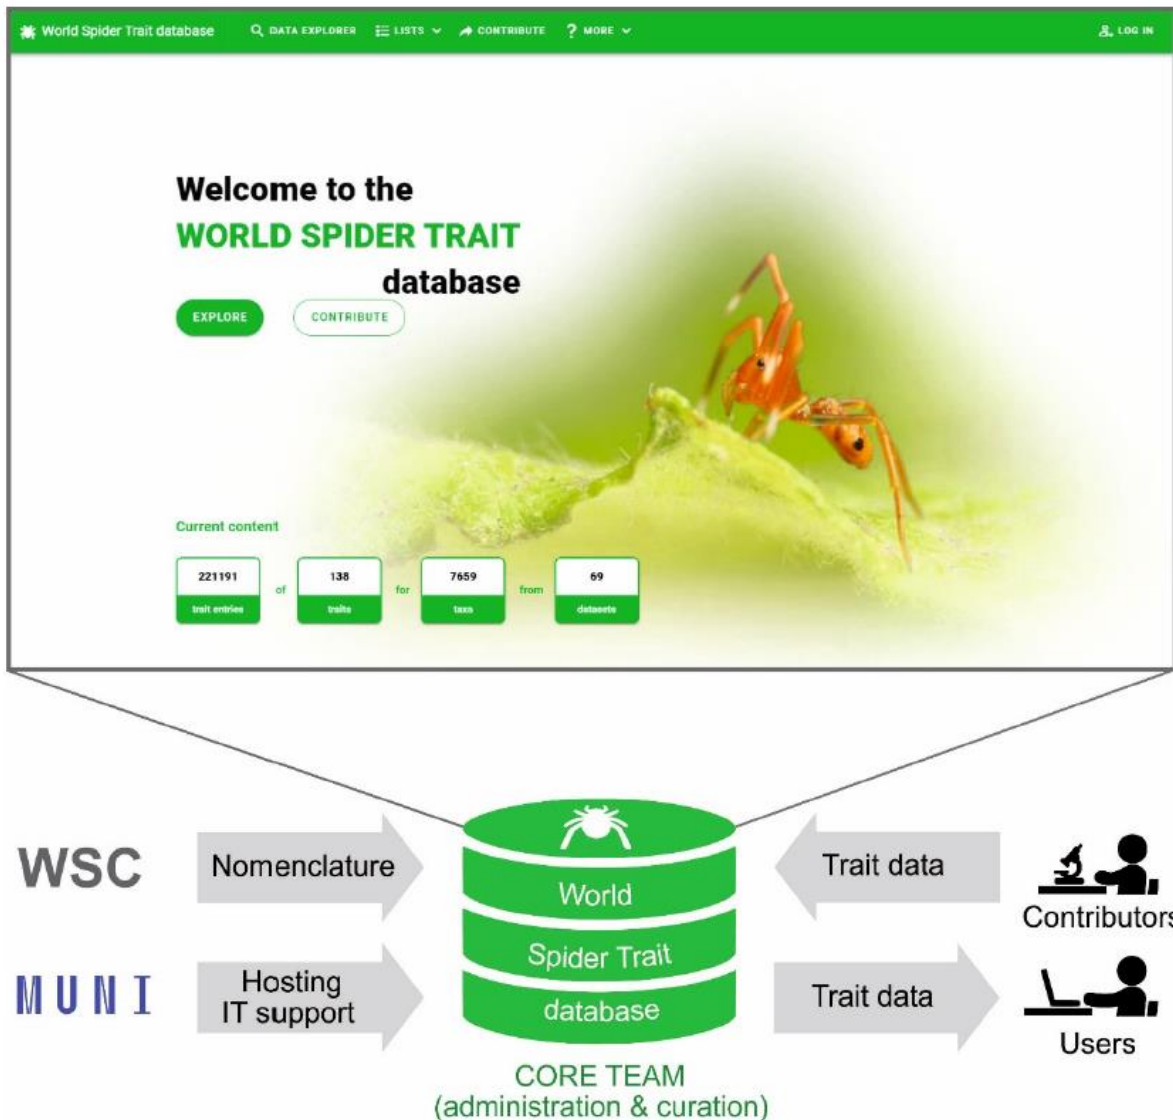 World Spider Trait database DATA EXPLORER LISTS CONTRIBUTE ? MORE LOG IN
Welcome to the
WORLD SPIDER TRAIT
database
EXPLORE CONTRIBUTE
Current content
221191 of 138 for 7659 from 69
trait entries traits taxa datasets
WSC
Nomenclature
World
Trait data
Contributors
MUNI
Hosting
IT support
Spider Trait
database
Trait data
Users
CORE TEAM
(administration & curation)